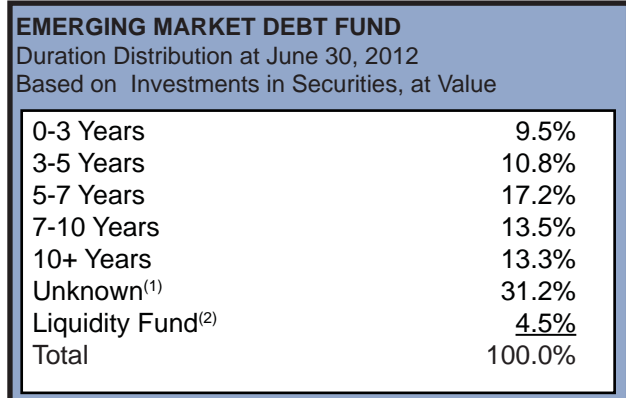 EMERGING MARKET DEBT FUND
Duration Distribution at June 30, 2012
Based on  Investments in Securities, at Value
0-3 Years 9.5%
3-5 Years 10.8%
5-7 Years 17.2%
7-10 Years 13.5%
10+ Years 13.3%
Unknown(1) 31.2%
Liquidity Fund(2) 4.5%
Total 100.0%